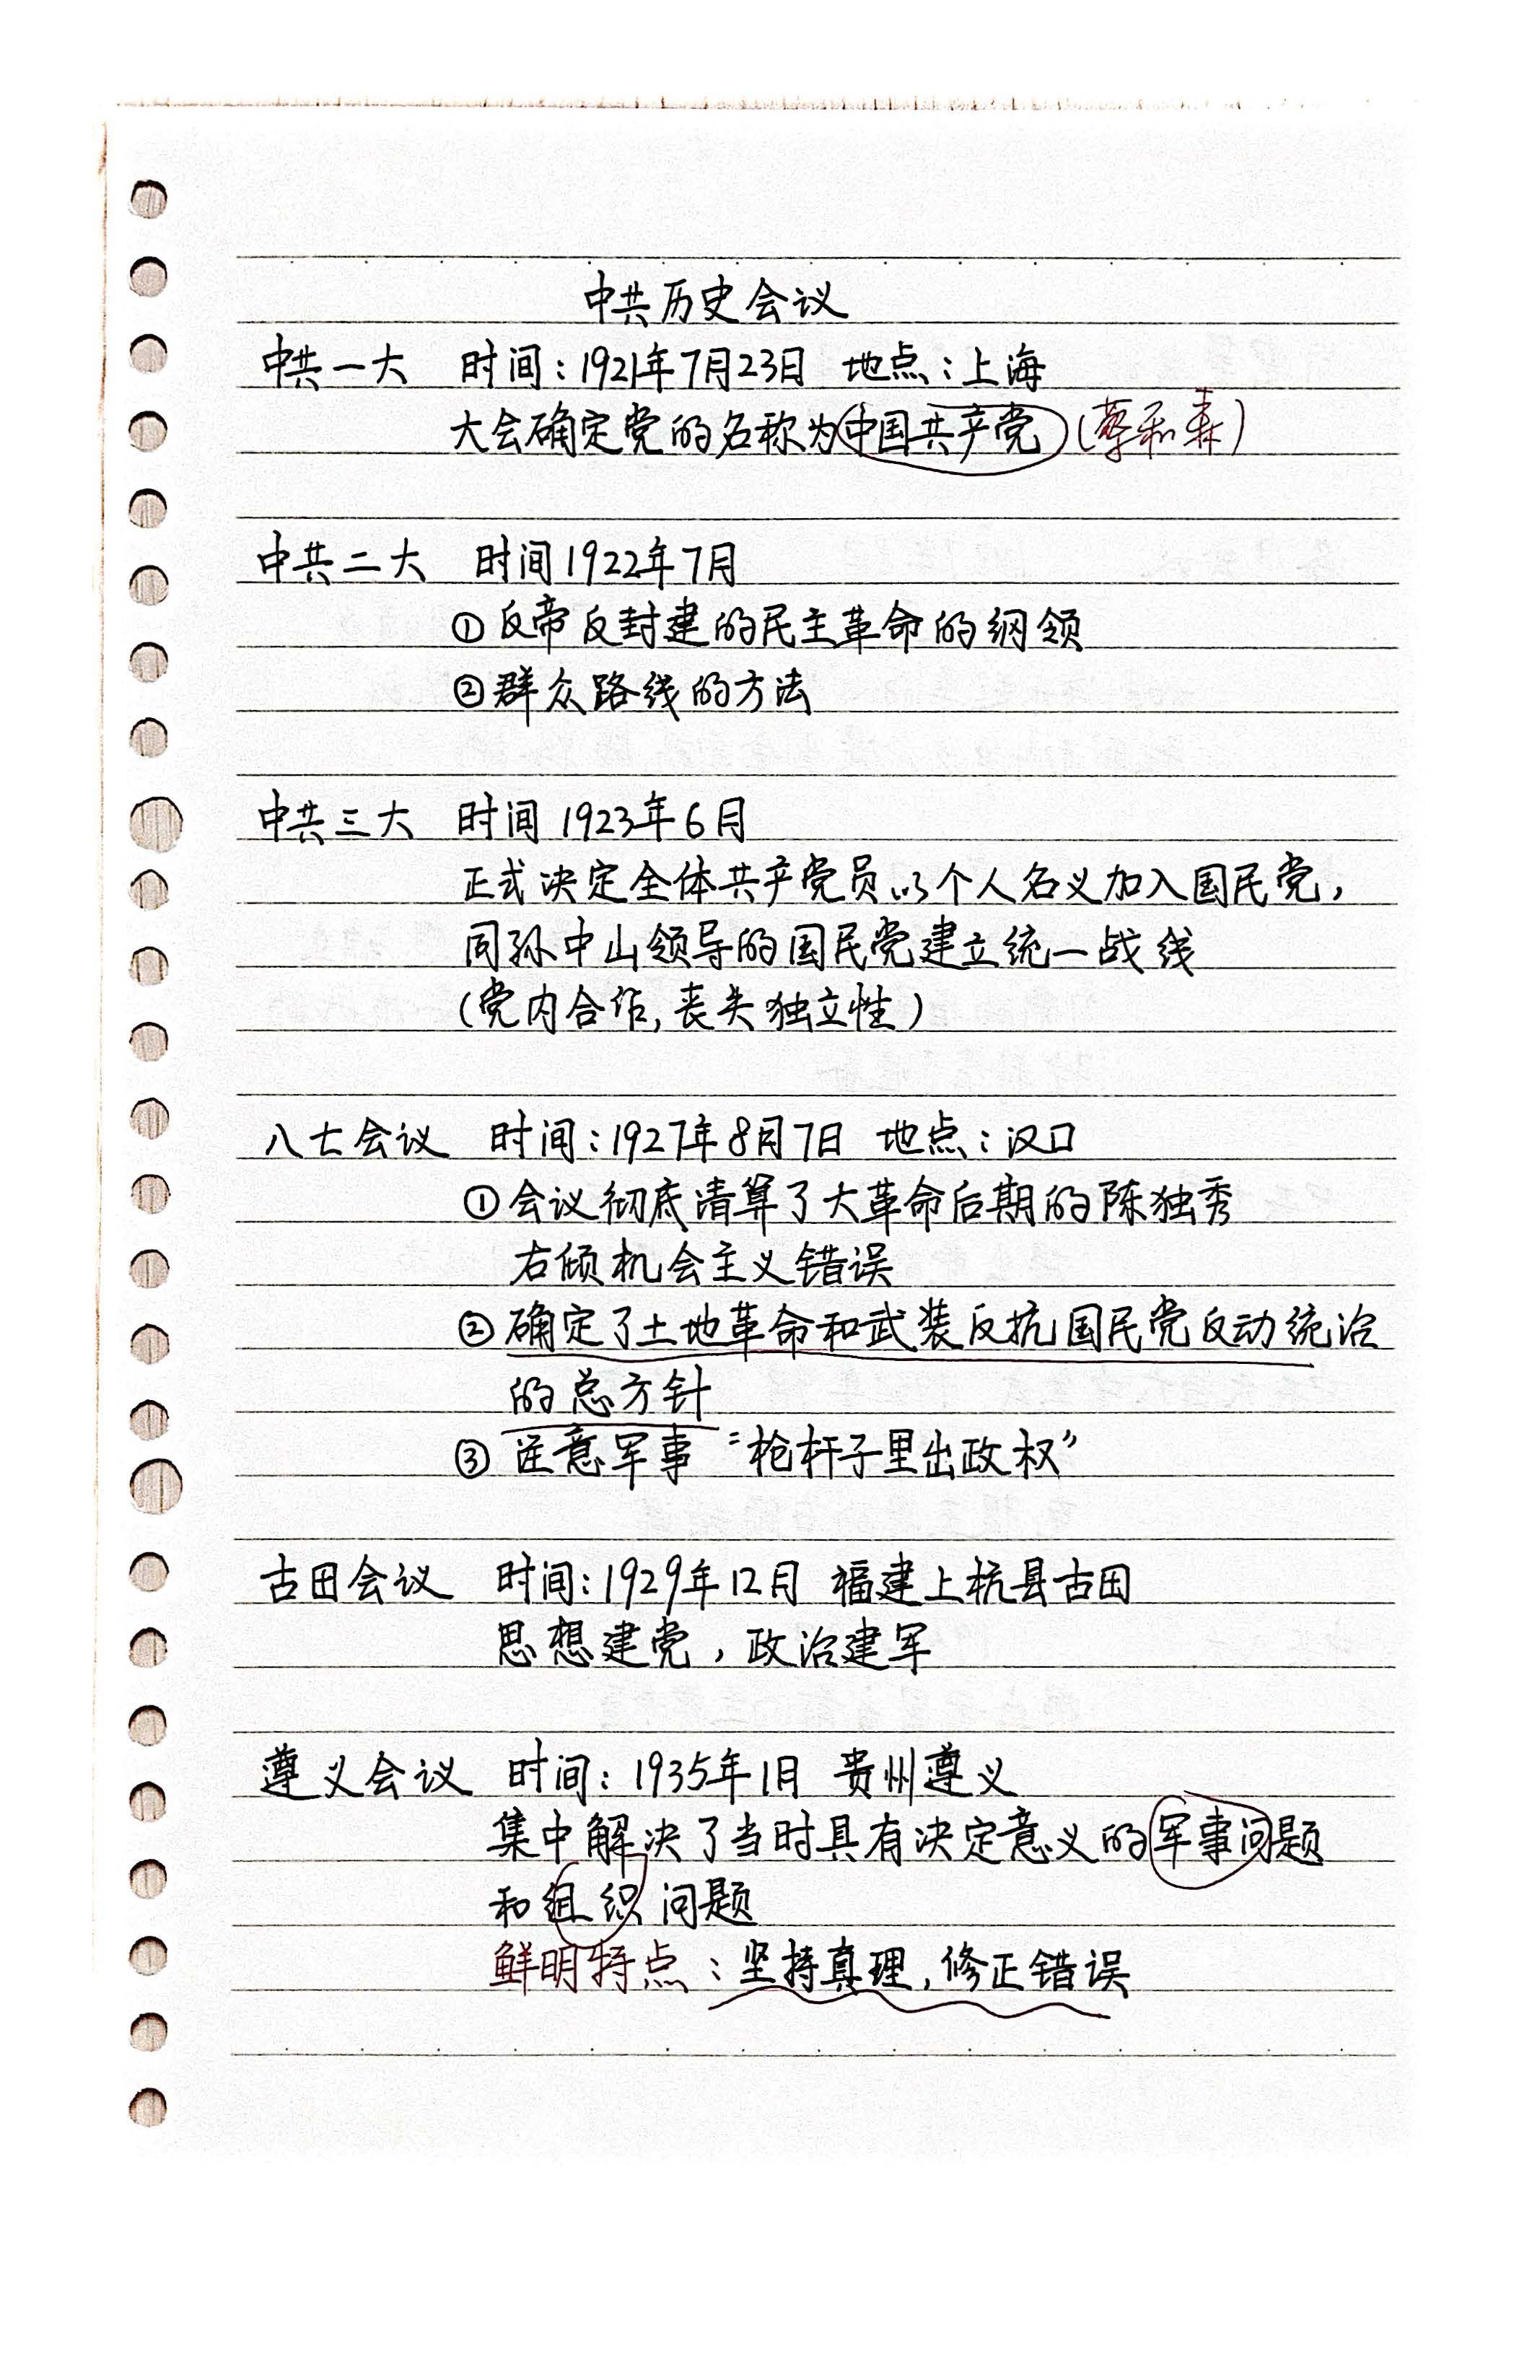 中共历史会议
中共一大 时间：1921年7月23日 地点：上海
大会确定党的名称为中国共产党（蔡和森）
中共二大 时间1922年7月
①反帝反封建的民主革命的纲领
②群众路线的方法
中共三大 时间1923年6月
正式决定全体共产党员以个人名义加入国民党，
同孙中山领导的国民党建立统一战线
（党内合作，丧失独立性）
八七会议 时间：1927年8月7日 地点：汉口
①会议彻底清算了大革命后期的陈独秀
右倾机会主义错误
②确定了土地革命和武装反抗国民党反动统治
的总方针
③注意军事“枪杆子里出政权”
古田会议 时间：1929年12月 福建上杭县古田
思想建党，政治建军
遵义会议 时间：1935年1月 贵州遵义
集中解决了当时具有决定意义的军事问题
和组织问题
鲜明特点：坚持真理，修正错误